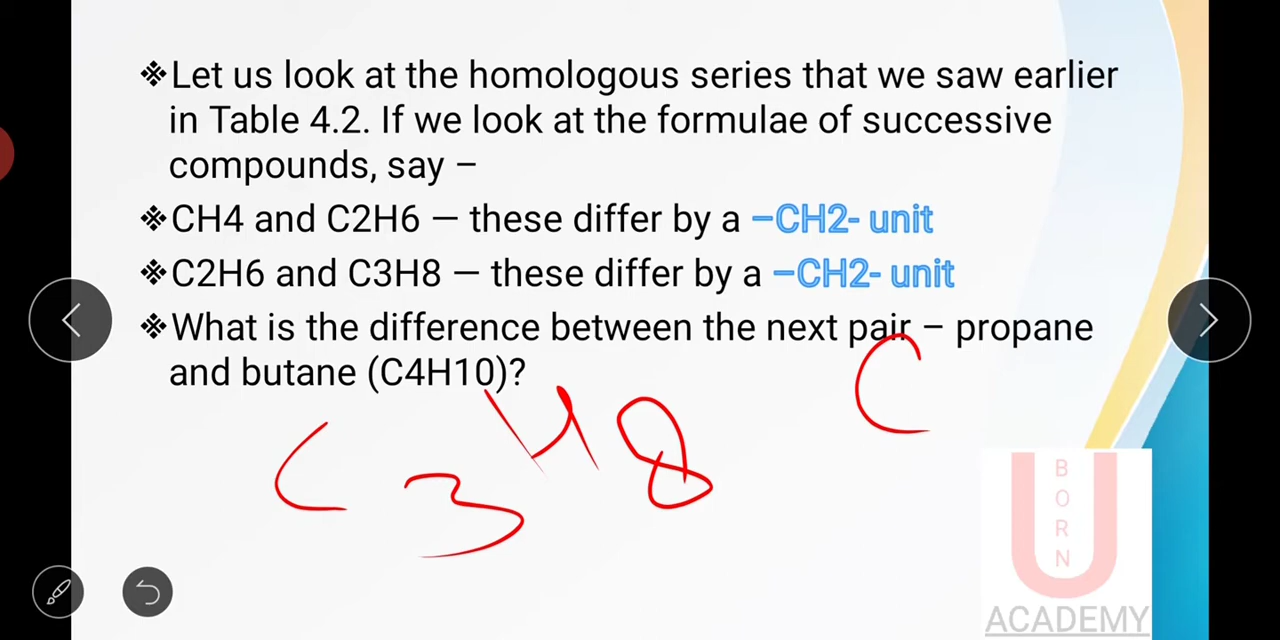 ❖Let us look at the homologous series that we saw earlier
in Table 4.2. If we look at the formulae of successive
compounds, say –
❖CH4 and C2H6 — these differ by a –CH2- unit
❖C2H6 and C3H8 — these differ by a –CH2- unit
❖What is the difference between the next pair – propane
and butane (C4H10)?
C3H8 C
U
BORN
ACADEMY